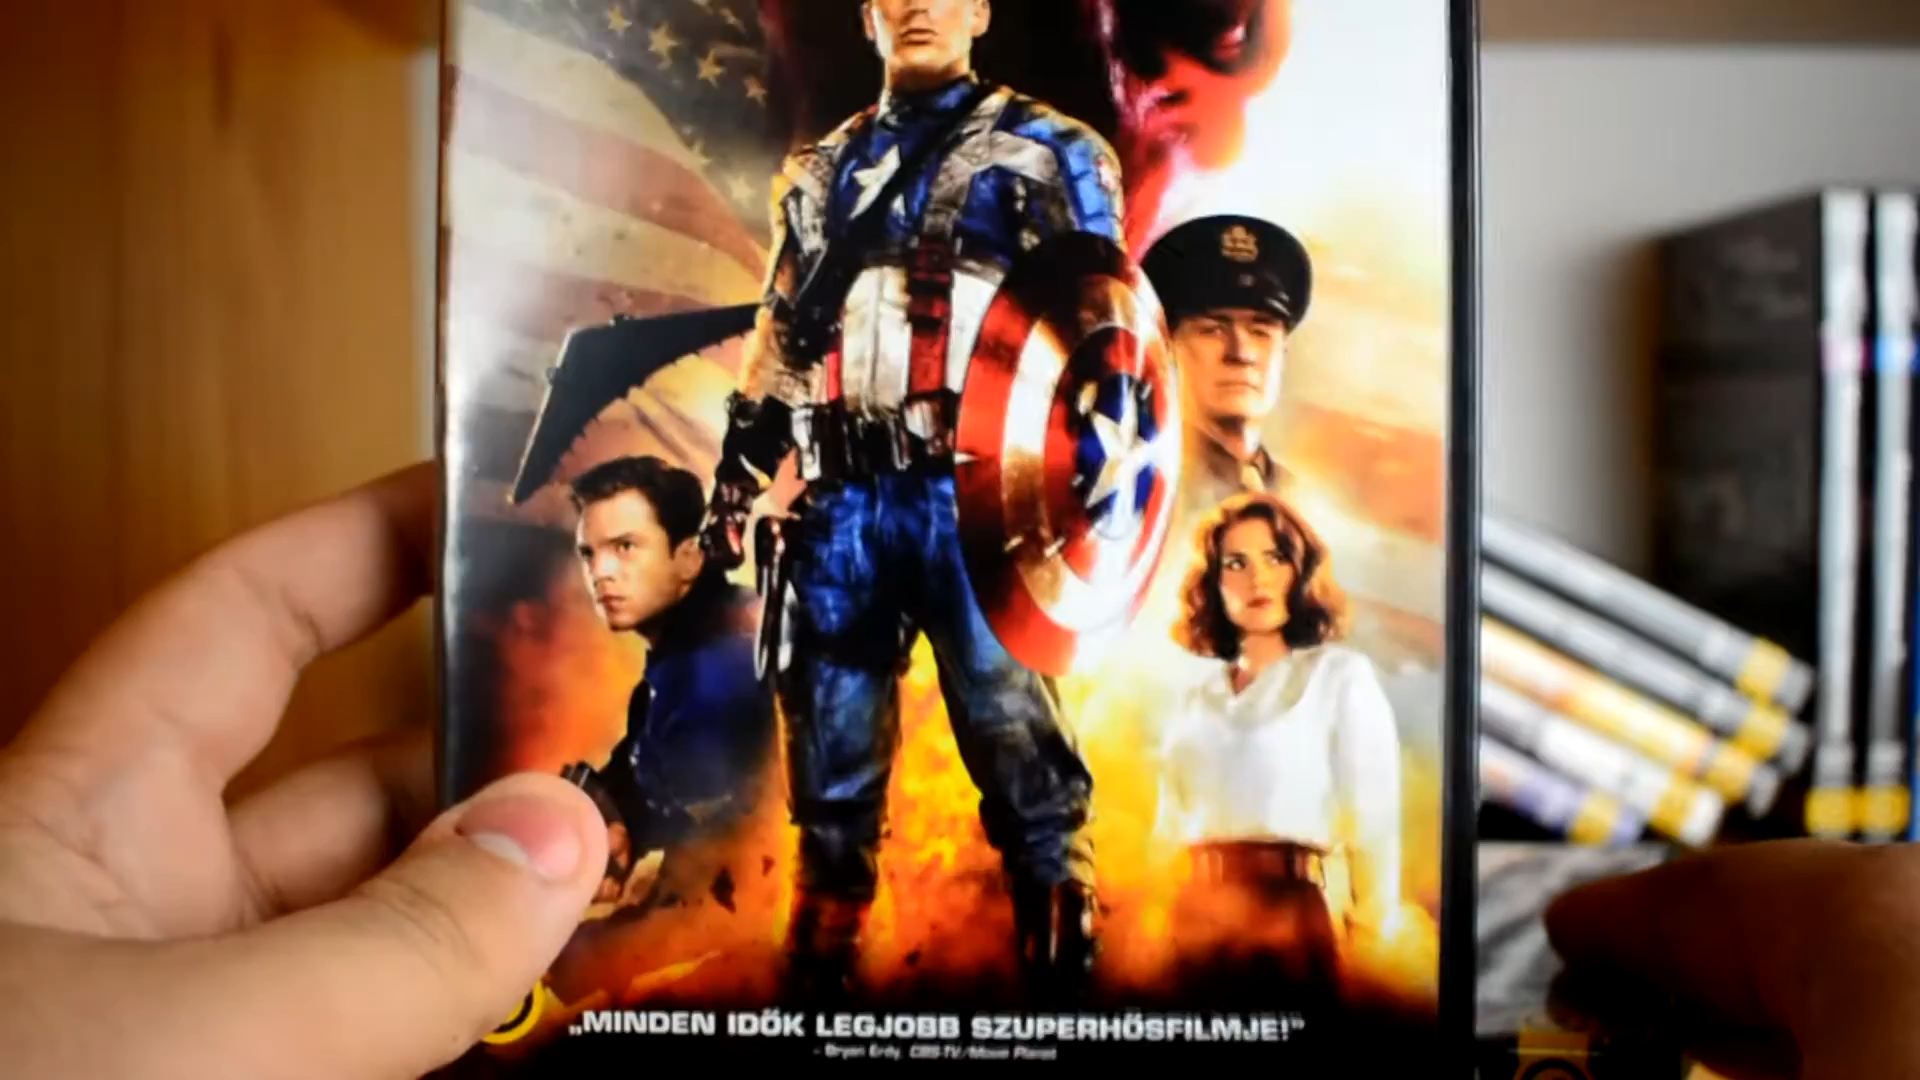 „MINDEN IDŐK LEGJOBB SZUPERHŐSFILMJE!”
- Bryan Erdy, CBS-TV/Movie Planet